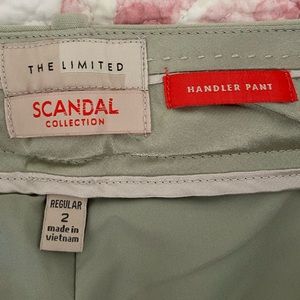 THE LIMITED
SCANDAL
COLLECTION
HANDLER PANT
REGULAR
2
made in
vietnam